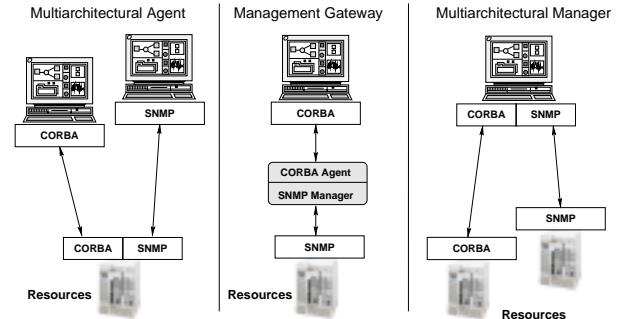 Multiarchitectural Agent
Management Gateway
Multiarchitectural Manager
CORBA
SNMP
CORBA SNMP
Resources
CORBA
CORBA Agent
SNMP Manager
SNMP
Resources
CORBA SNMP
SNMP
CORBA
Resources